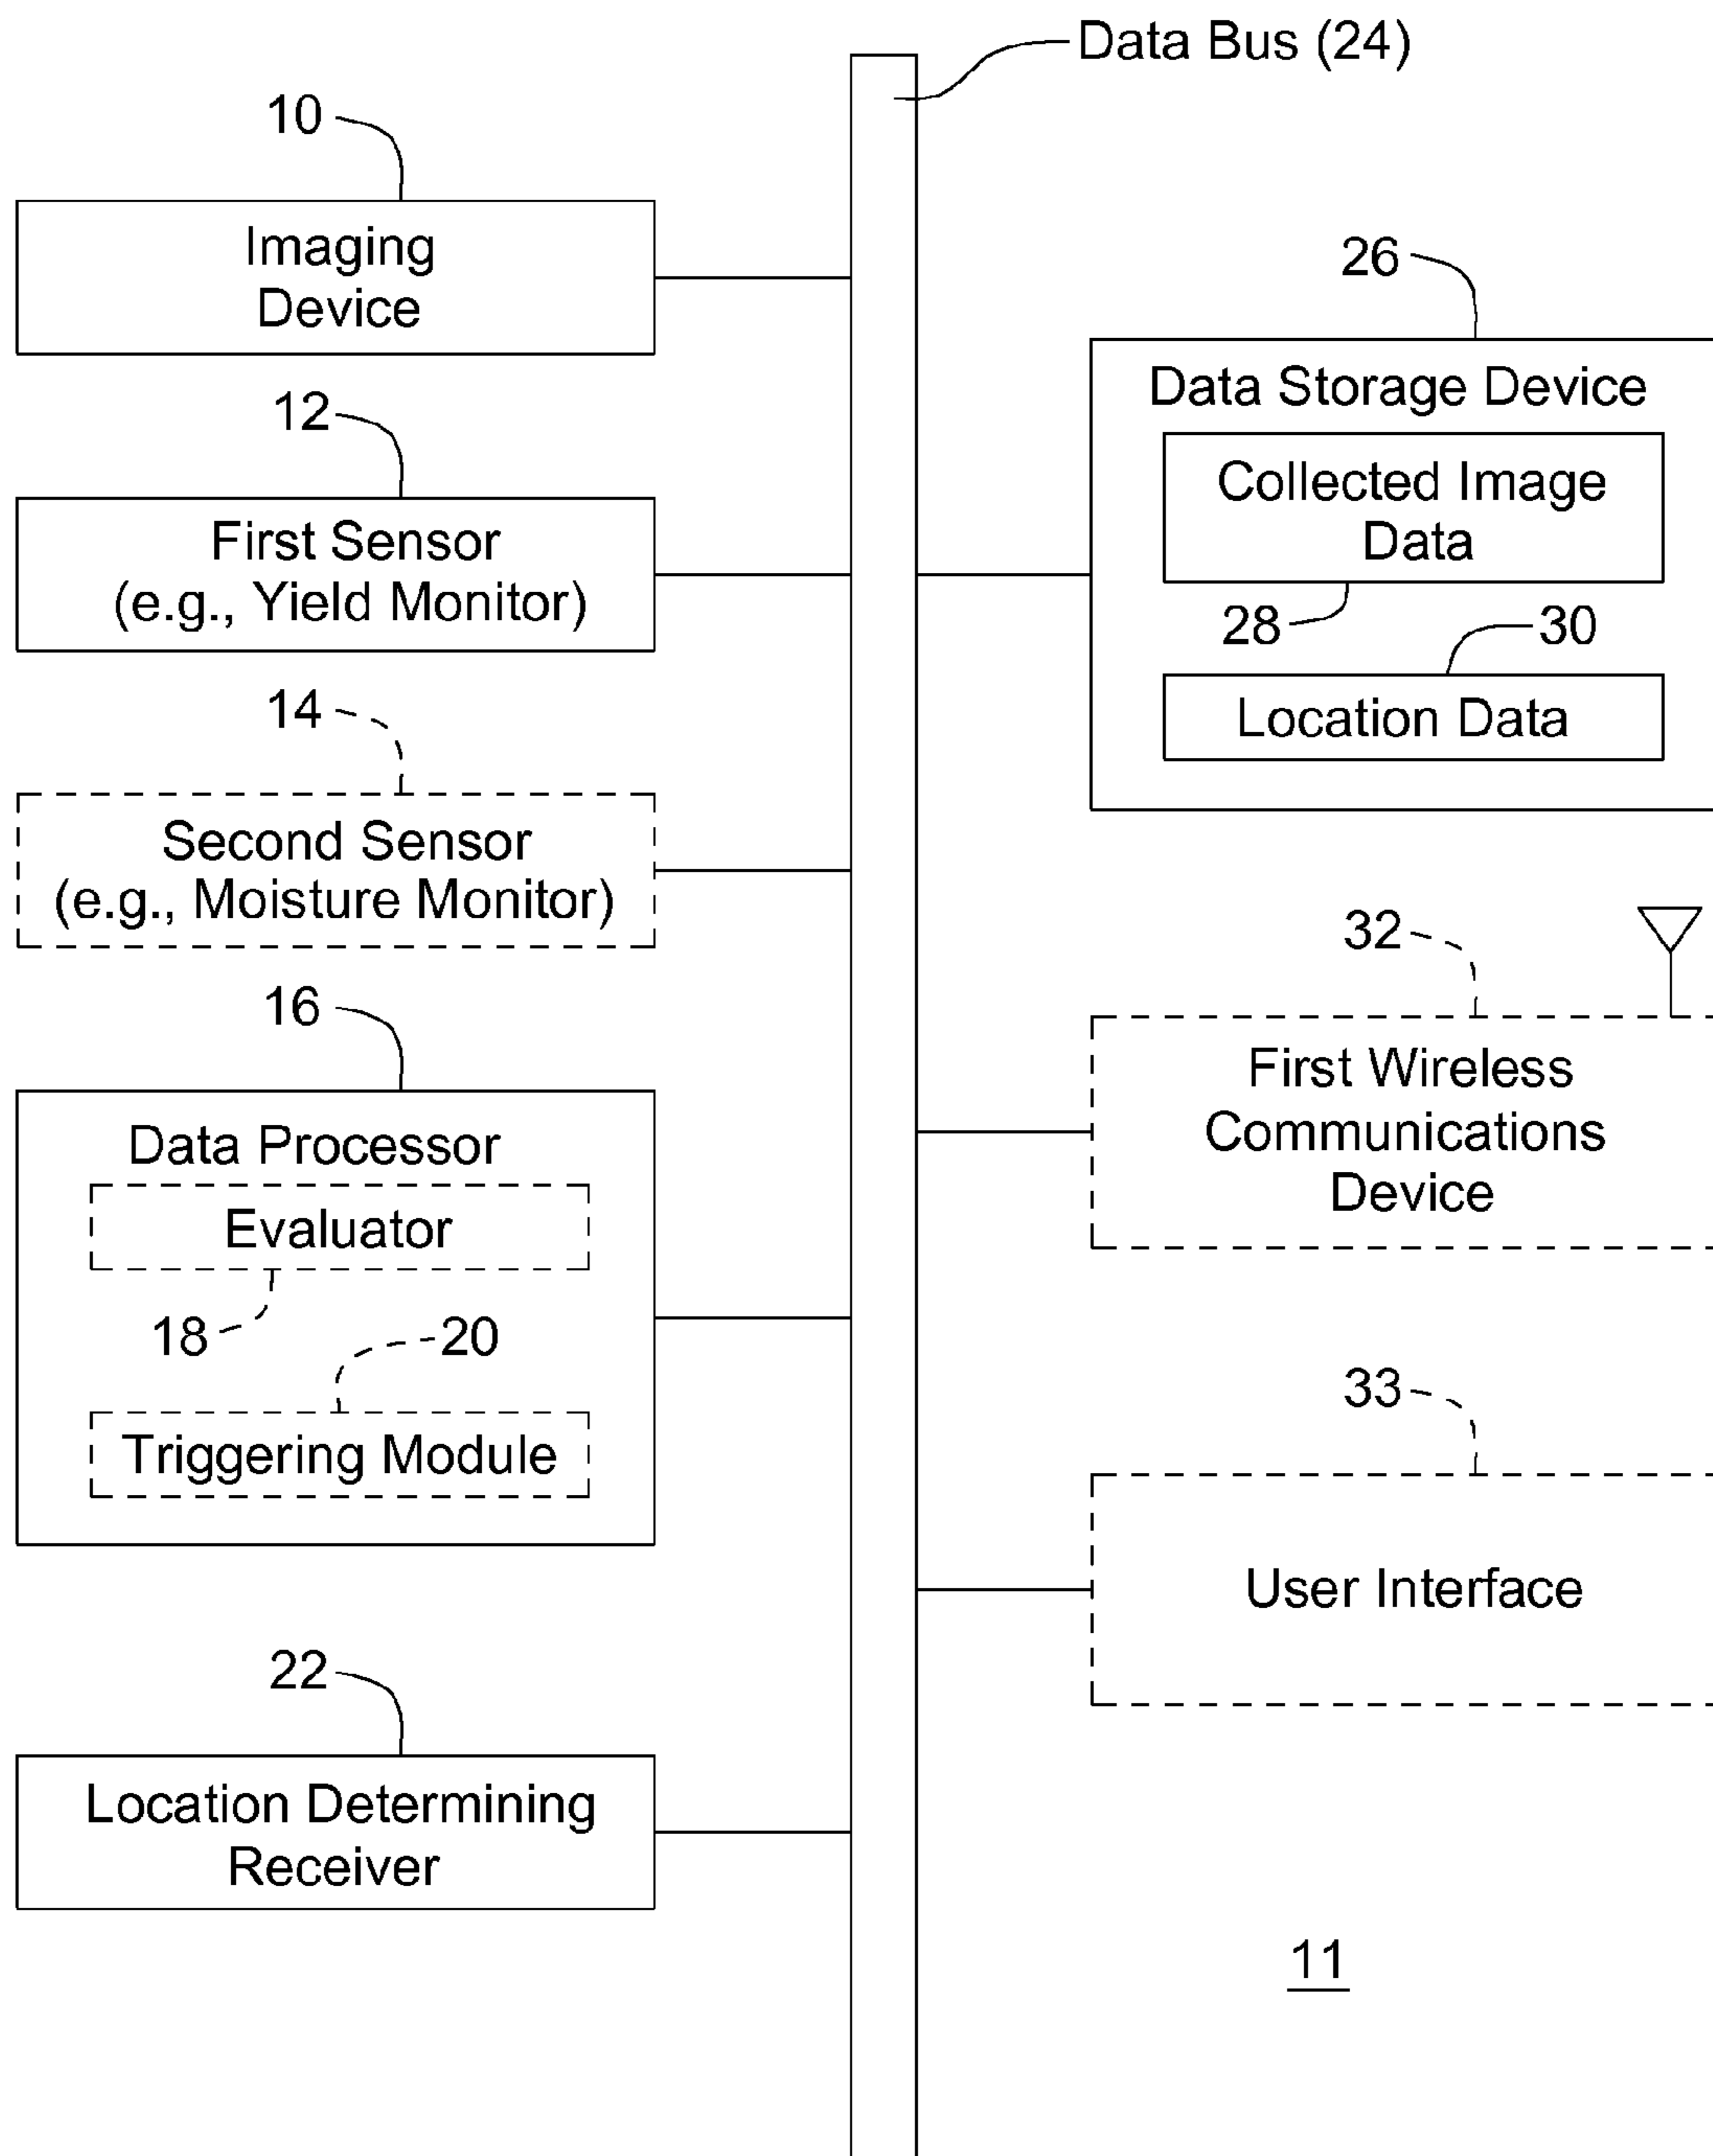 Data Bus (24)
10
Imaging
Device
12
First Sensor
(e.g., Yield Monitor)
14
Second Sensor
(e.g., Moisture Monitor)
16
Data Processor
Evaluator
18
20
Triggering Module
22
Location Determining
Receiver
26
Data Storage Device
Collected Image
Data
28
30
Location Data
32
First Wireless
Communications
Device
33
User Interface
11